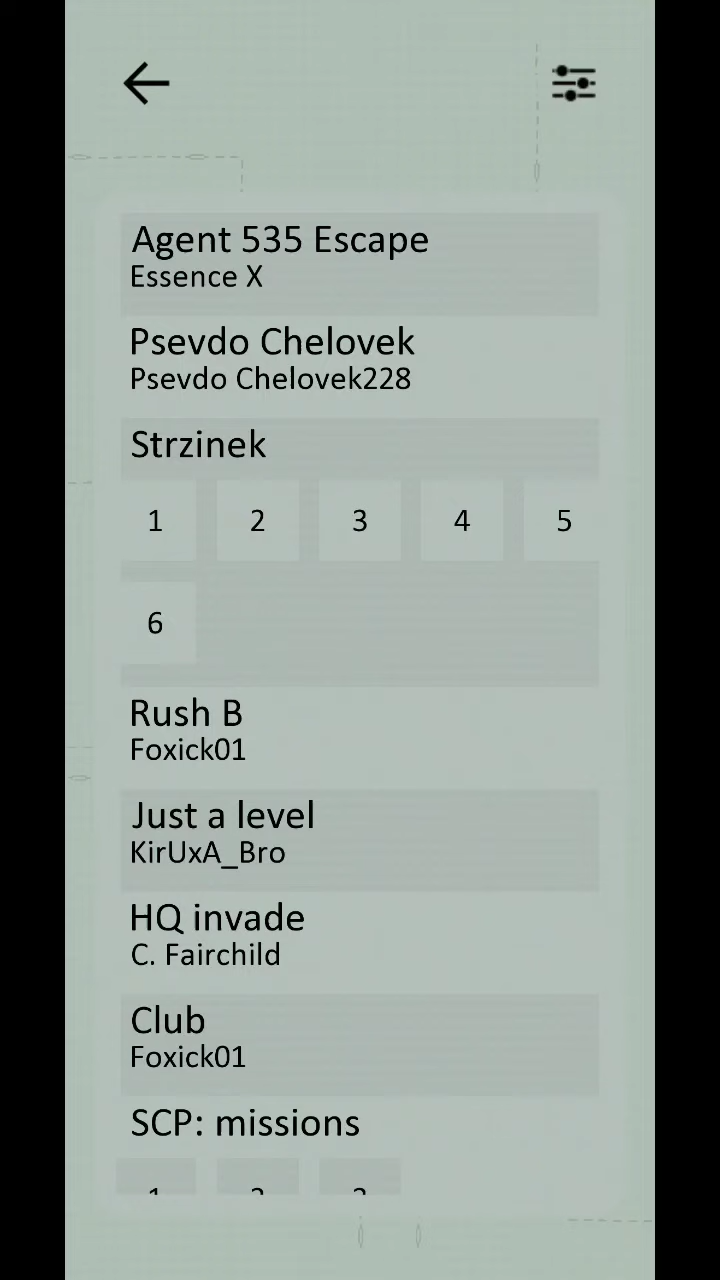 Agent 535 Escape
Essence X
Psevdo Chelovek
Psevdo Chelovek228
Strzinek
1 2 3 4 5
6
Rush B
Foxick01
Just a level
KirUxA_Bro
HQ invade
C. Fairchild
Club
Foxick01
SCP: missions